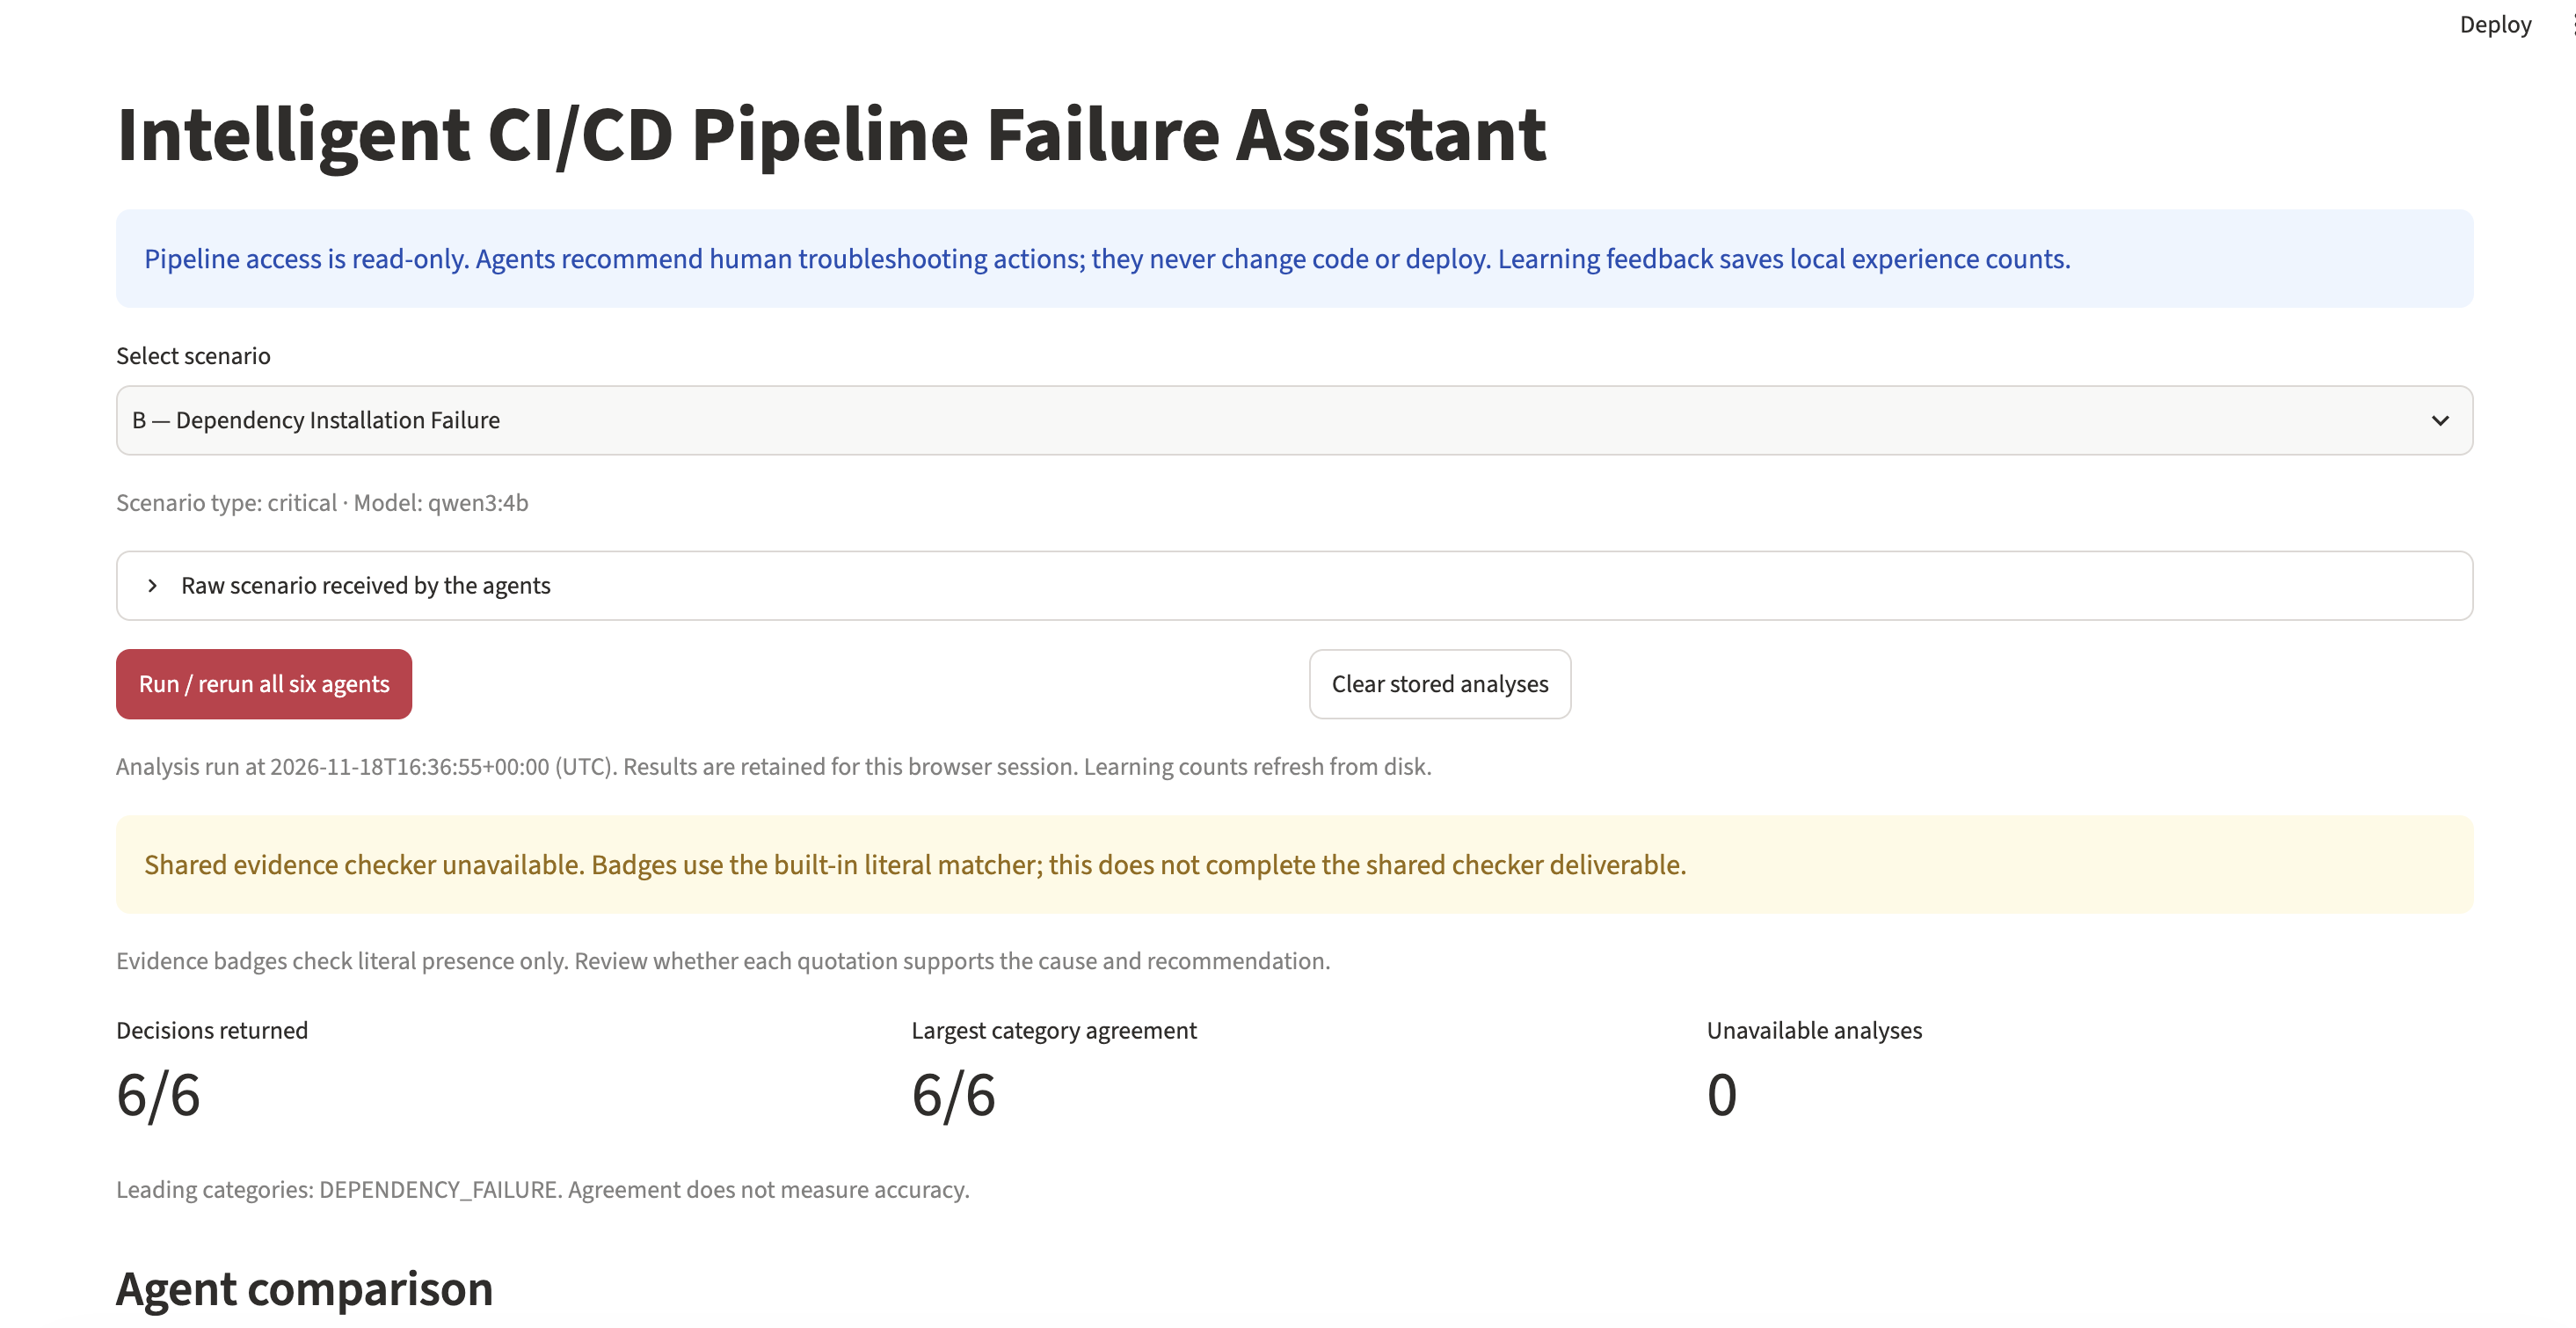 Deploy
Intelligent CI/CD Pipeline Failure Assistant
Pipeline access is read-only. Agents recommend human troubleshooting actions; they never change code or deploy. Learning feedback saves local experience counts.
Select scenario
B — Dependency Installation Failure
Scenario type: critical · Model: qwen3:4b
Raw scenario received by the agents
Run / rerun all six agents
Clear stored analyses
Analysis run at 2026-11-18T16:36:55+00:00 (UTC). Results are retained for this browser session. Learning counts refresh from disk.
Shared evidence checker unavailable. Badges use the built-in literal matcher; this does not complete the shared checker deliverable.
Evidence badges check literal presence only. Review whether each quotation supports the cause and recommendation.
Decisions returned
6/6
Largest category agreement
6/6
Unavailable analyses
0
Leading categories: DEPENDENCY_FAILURE. Agreement does not measure accuracy.
Agent comparison